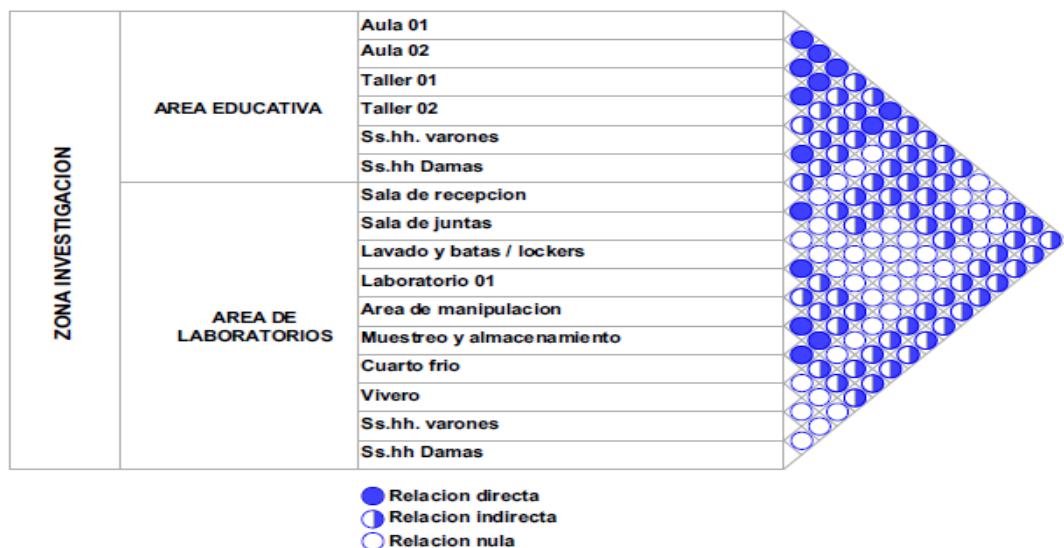 ZONA INVESTIGACION
AREA EDUCATIVA
Aula 01
Aula 02
Taller 01
Taller 02
Ss.hh. varones
Ss.hh Damas
AREA DE
LABORATORIOS
Sala de recepcion
Sala de juntas
Lavado y batas / lockers
Laboratorio 01
Area de manipulacion
Muestreo y almacenamiento
Cuarto frio
Vivero
Ss.hh. varones
Ss.hh Damas
Relacion directa
Relacion indirecta
Relacion nula